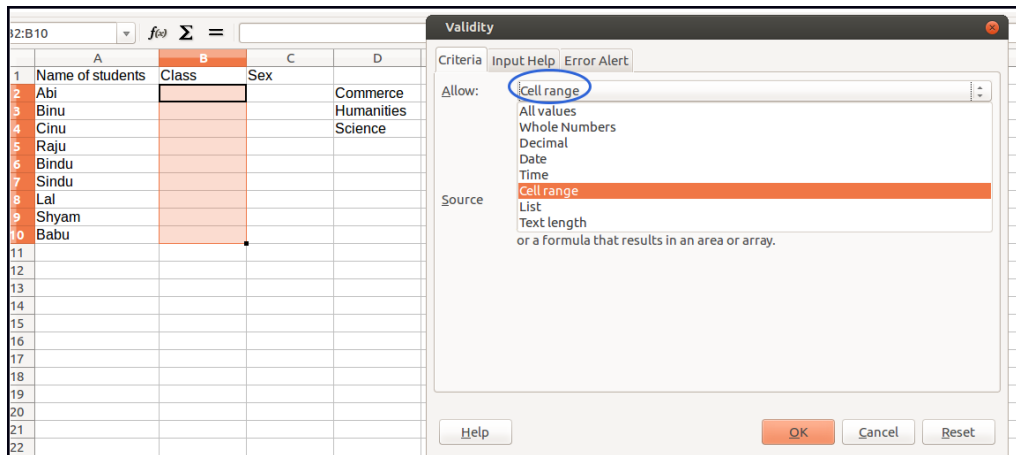 B2:B10 f(x) Σ =
A B C D
1 Name of students Class Sex
2 Abi Commerce
3 Binu Humanities
4 Cinu Science
5 Raju
6 Bindu
7 Sindu
8 Lal
9 Shyam
10 Babu
11
12
13
14
15
16
17
18
19
20
21
22
Validity
Criteria Input Help Error Alert
Allow: Cell range
All values
Whole Numbers
Decimal
Date
Time
Source Cell range
List
Text length
or a formula that results in an area or array.
Help OK Cancel Reset